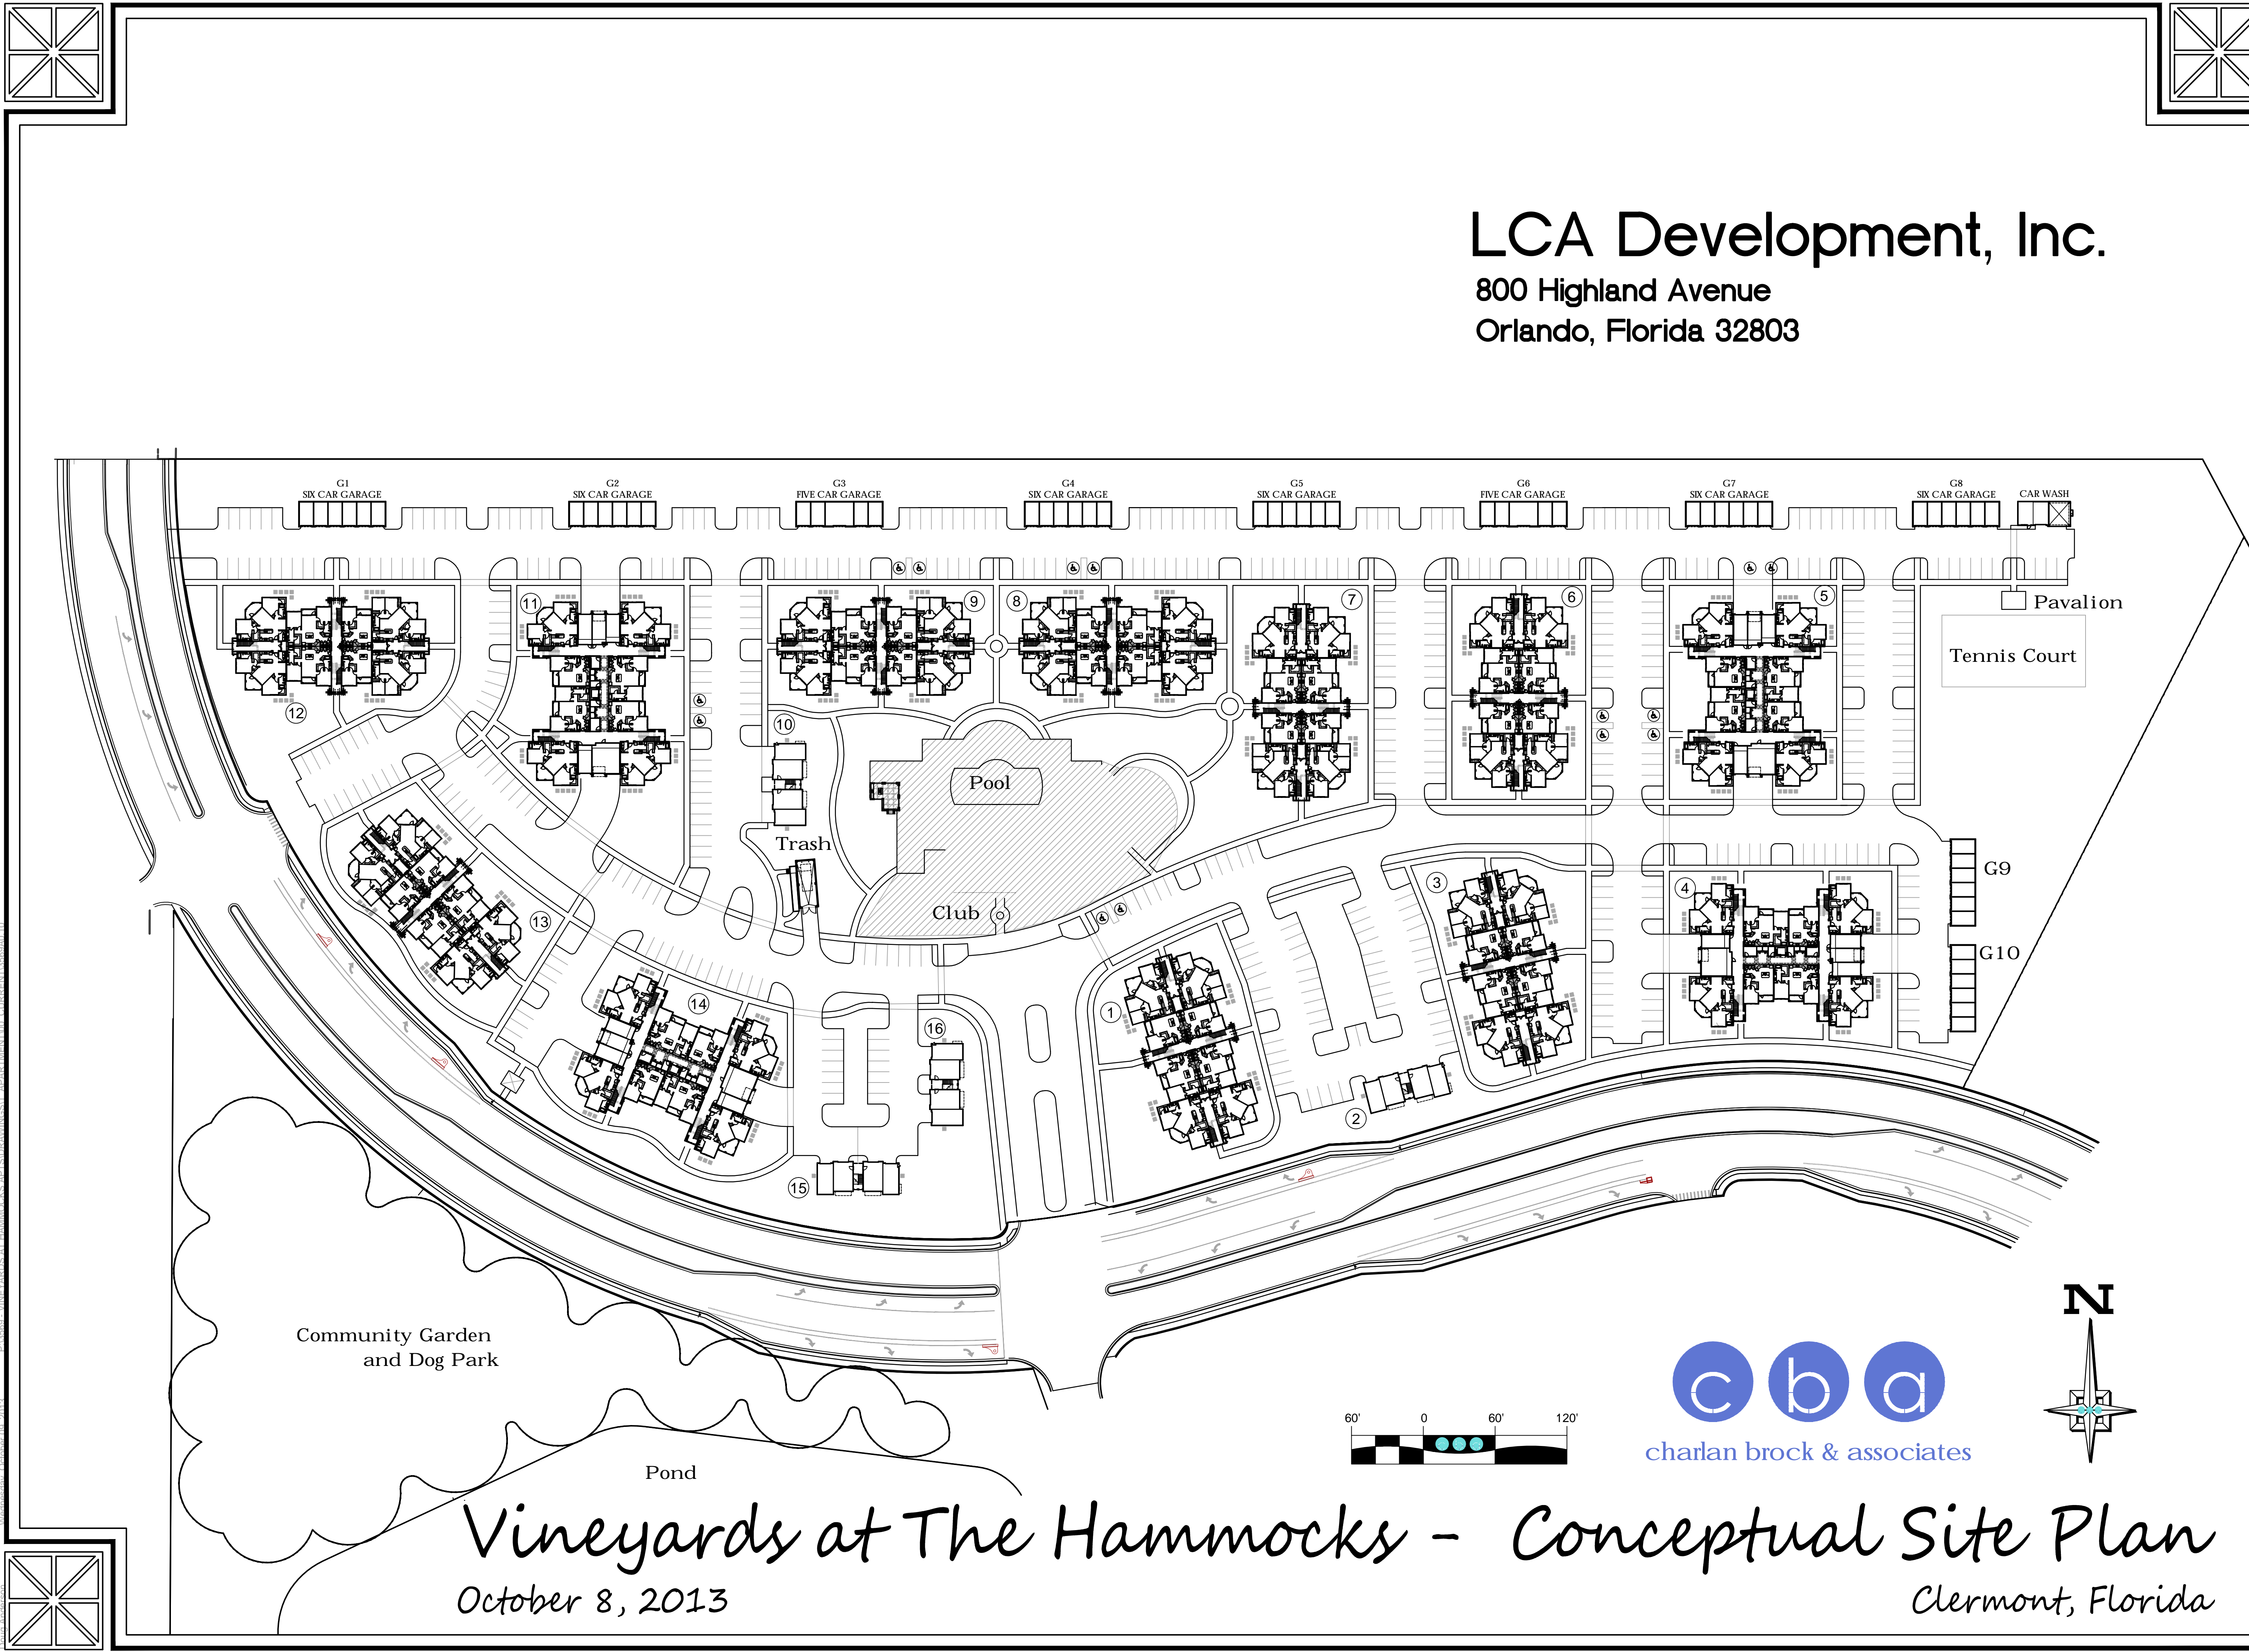 LCA Development, Inc.
800 Highland Avenue
Orlando, Florida 32803
G1
SIX CAR GARAGE
G2
SIX CAR GARAGE
G3
FIVE CAR GARAGE
G4
SIX CAR GARAGE
G5
SIX CAR GARAGE
G6
FIVE CAR GARAGE
G7
SIX CAR GARAGE
G8
SIX CAR GARAGE
CAR WASH
11
9
8
7
6
5
Pavalion
Tennis Court
12
10
Pool
Trash
G9
3
4
Club
13
G10
14
1
16
2
15
N
Community Garden
and Dog Park
c b a
60' 0 60' 120'
charlan brock & associates
Pond
Vineyards at The Hammocks - Conceptual Site Plan
October 8, 2013
Clermont, Florida